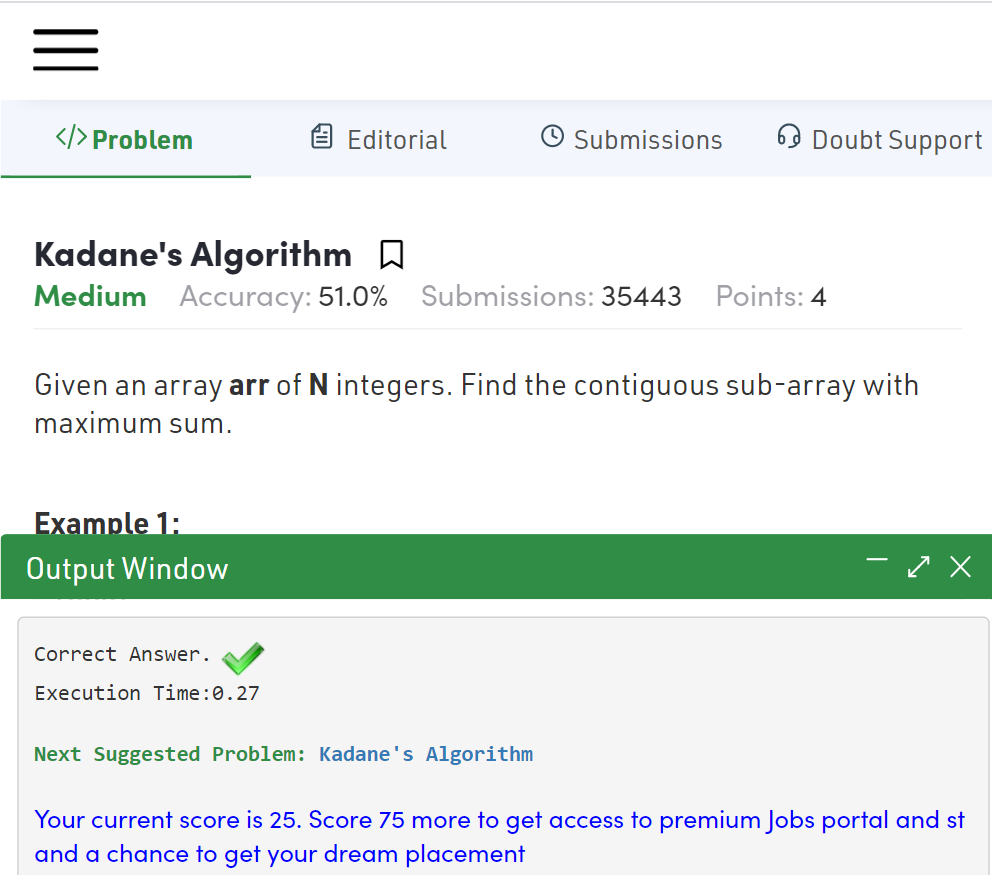 </> Problem Editorial Submissions Doubt Support
Kadane's Algorithm
Medium Accuracy: 51.0% Submissions: 35443 Points: 4
Given an array arr of N integers. Find the contiguous sub-array with
maximum sum.
Example 1:
Output Window
Correct Answer.
Execution Time:0.27
Next Suggested Problem: Kadane's Algorithm
Your current score is 25. Score 75 more to get access to premium Jobs portal and st
and a chance to get your dream placement